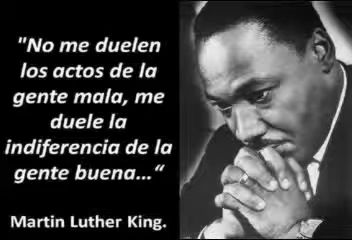 "No me duelen
los actos de la
gente mala, me
duele la
indiferencia de la
gente buena...“
Martin Luther King.